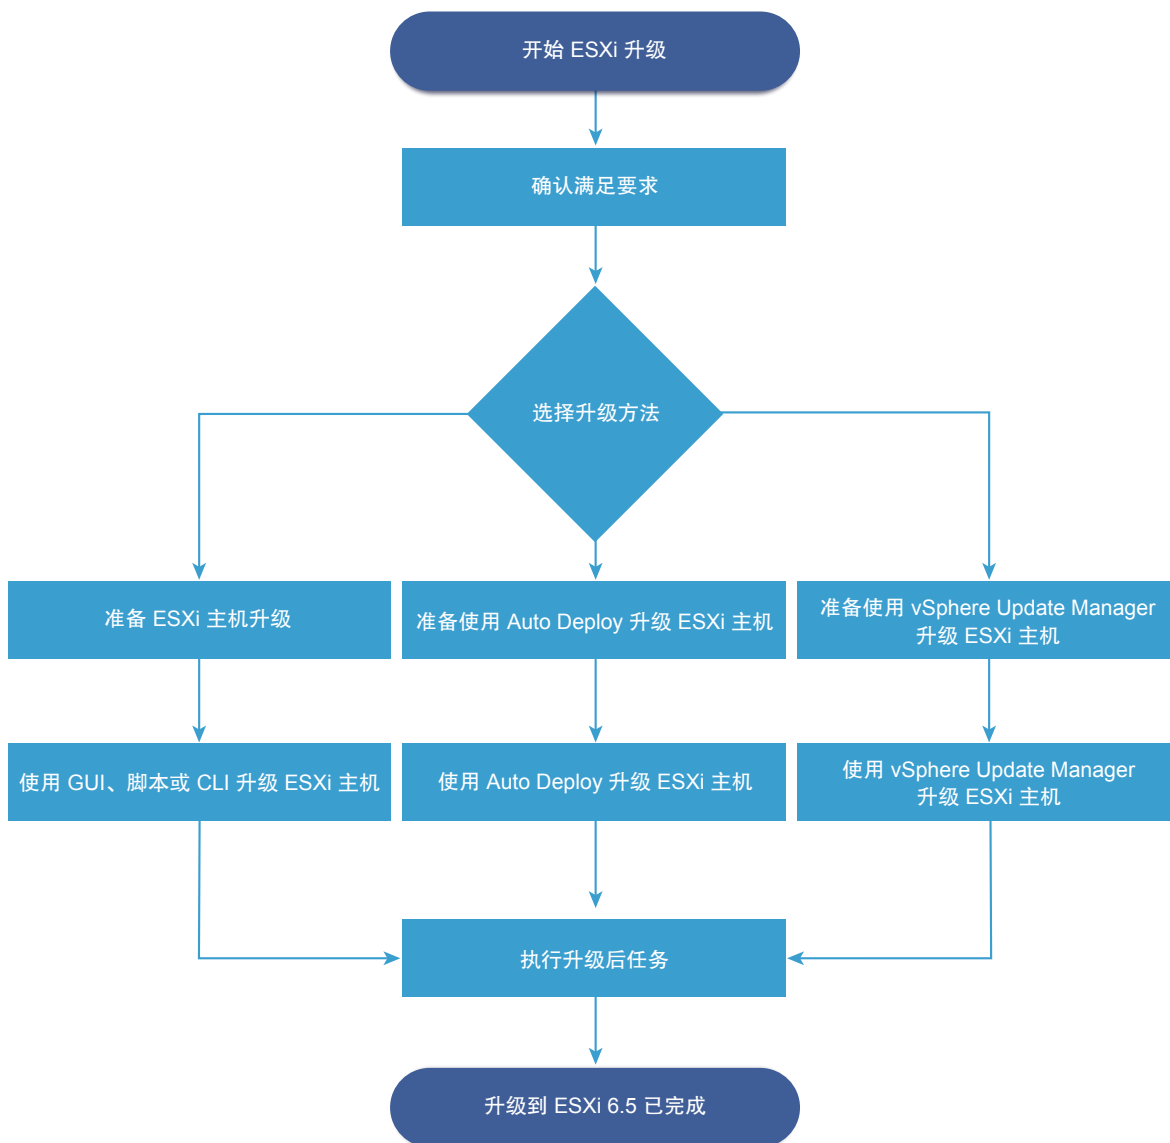 开始 ESXi 升级
确认满足要求
选择升级方法
准备 ESXi 主机升级
准备使用 Auto Deploy 升级 ESXi 主机
准备使用 vSphere Update Manager
升级 ESXi 主机
使用 GUI、脚本或 CLI 升级 ESXi 主机
使用 Auto Deploy 升级 ESXi 主机
使用 vSphere Update Manager
升级 ESXi 主机
执行升级后任务
升级到 ESXi 6.5 已完成